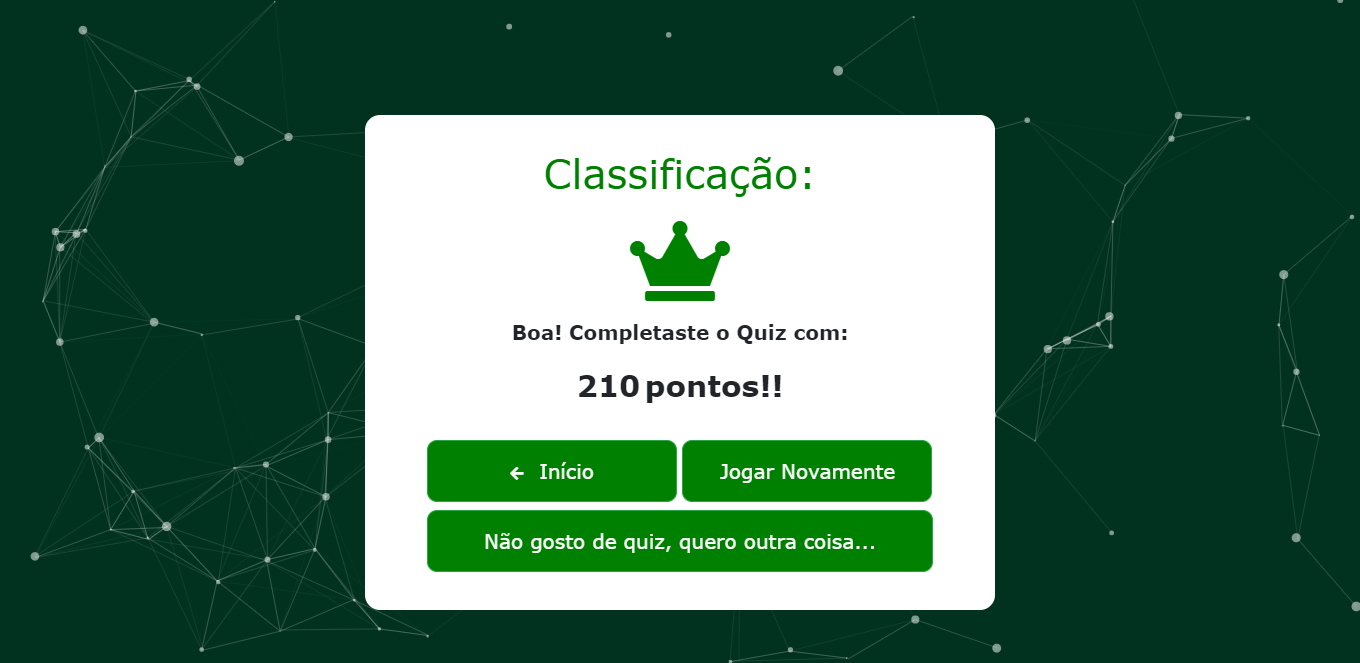 Classificação:
Boa! Completaste o Quiz com:
210 pontos!!
Início
Jogar Novamente
Não gosto de quiz, quero outra coisa...